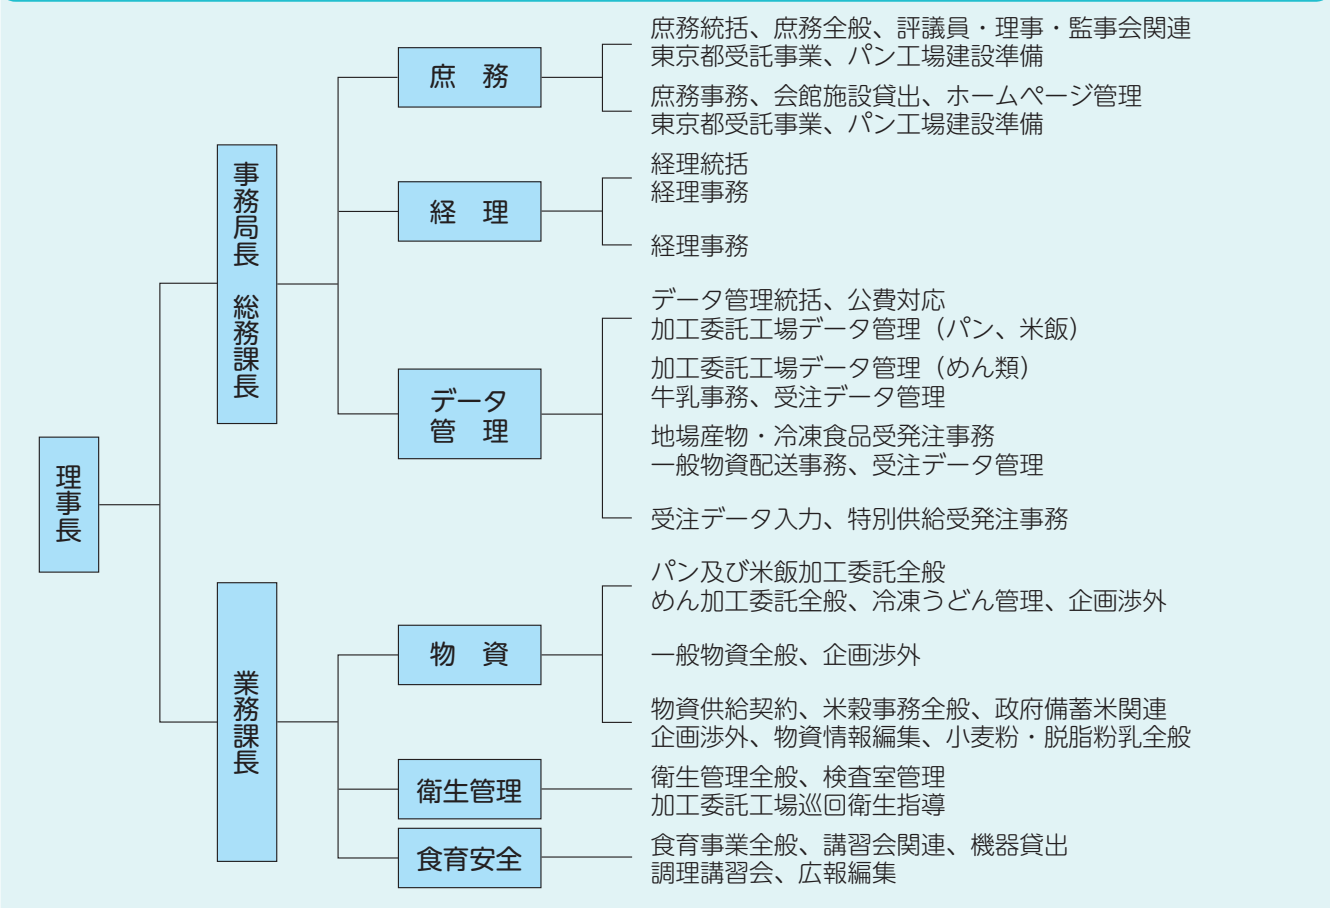 理事長
事務局長　総務課長
庶　務
庶務統括、庶務全般、評議員・理事・監事会関連
東京都受託事業、パン工場建設準備
庶務事務、会館施設貸出、ホームページ管理
東京都受託事業、パン工場建設準備
経　理
経理統括
経理事務
経理事務
データ
管　理
データ管理統括、公費対応
加工委託工場データ管理（パン、米飯）
加工委託工場データ管理（めん類）
牛乳事務、受注データ管理
地場産物・冷凍食品受発注事務
一般物資配送事務、受注データ管理
受注データ入力、特別供給受発注事務
業務課長
物　資
パン及び米飯加工委託全般
めん加工委託全般、冷凍うどん管理、企画渉外
一般物資全般、企画渉外
物資供給契約、米穀事務全般、政府備蓄米関連
企画渉外、物資情報編集、小麦粉・脱脂粉乳全般
衛生管理
衛生管理全般、検査室管理
加工委託工場巡回衛生指導
食育安全
食育事業全般、講習会関連、機器貸出
調理講習会、広報編集